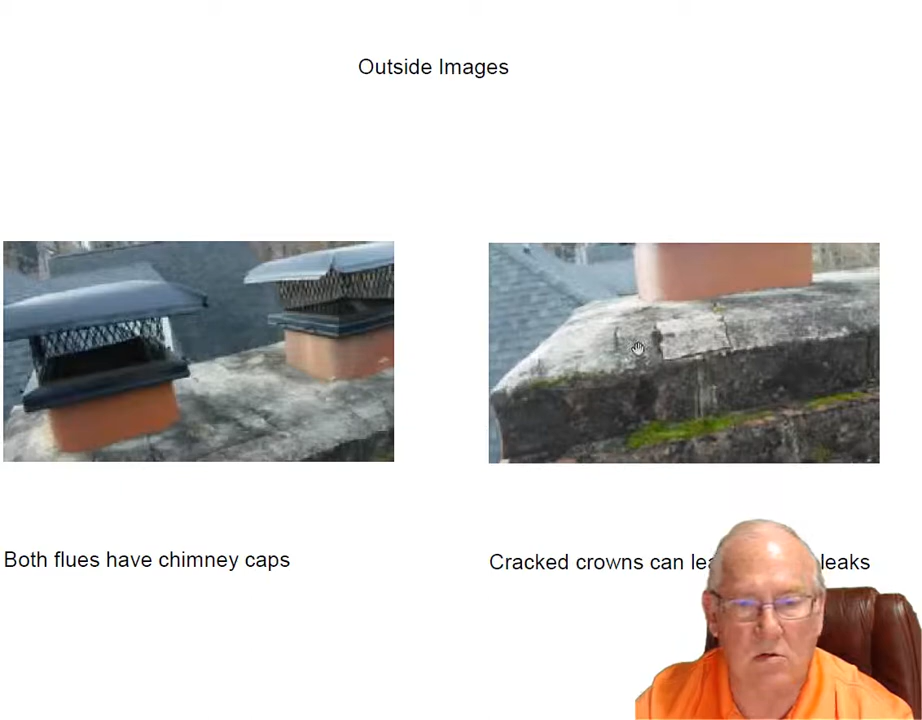 Outside Images
Both flues have chimney caps
Cracked crowns can leaks